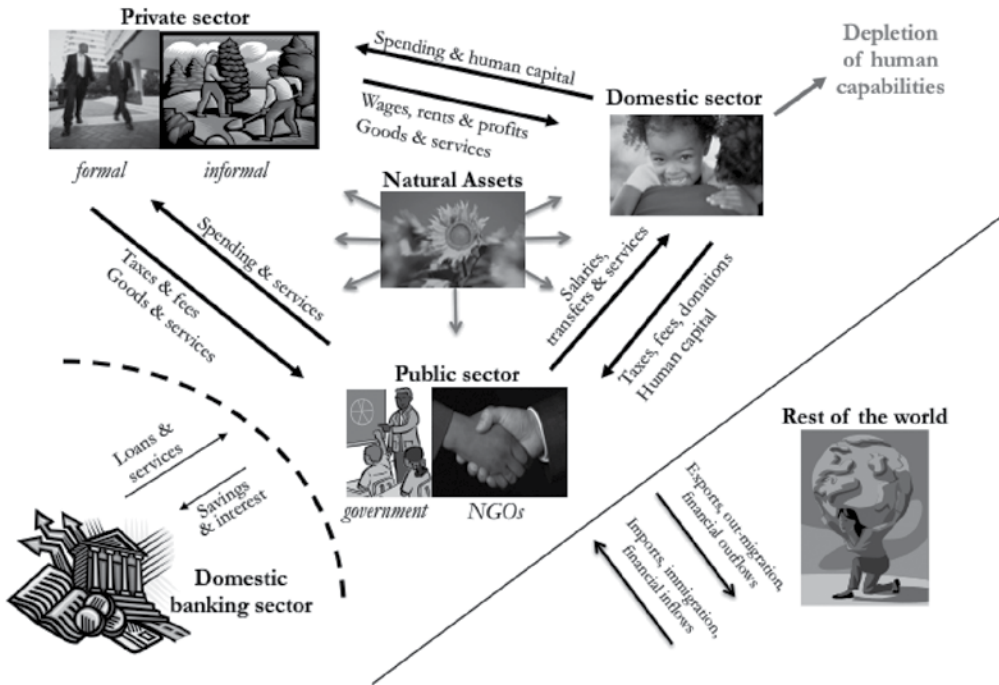 Private sector
formal
informal
Spending & human capital
Wages, rents & profits
Goods & services
Domestic sector
Depletion
of human
capabilities
Natural Assets
Spending & services
Taxes & fees
Goods & services
Salaries,
transfers & services
Taxes, fees, donations
Human capital
Public sector
government
NGOs
Loans &
services
Savings
& interest
Domestic
banking sector
Rest of the world
Exports, out-migration,
financial outflows
Imports, immigration,
financial inflows